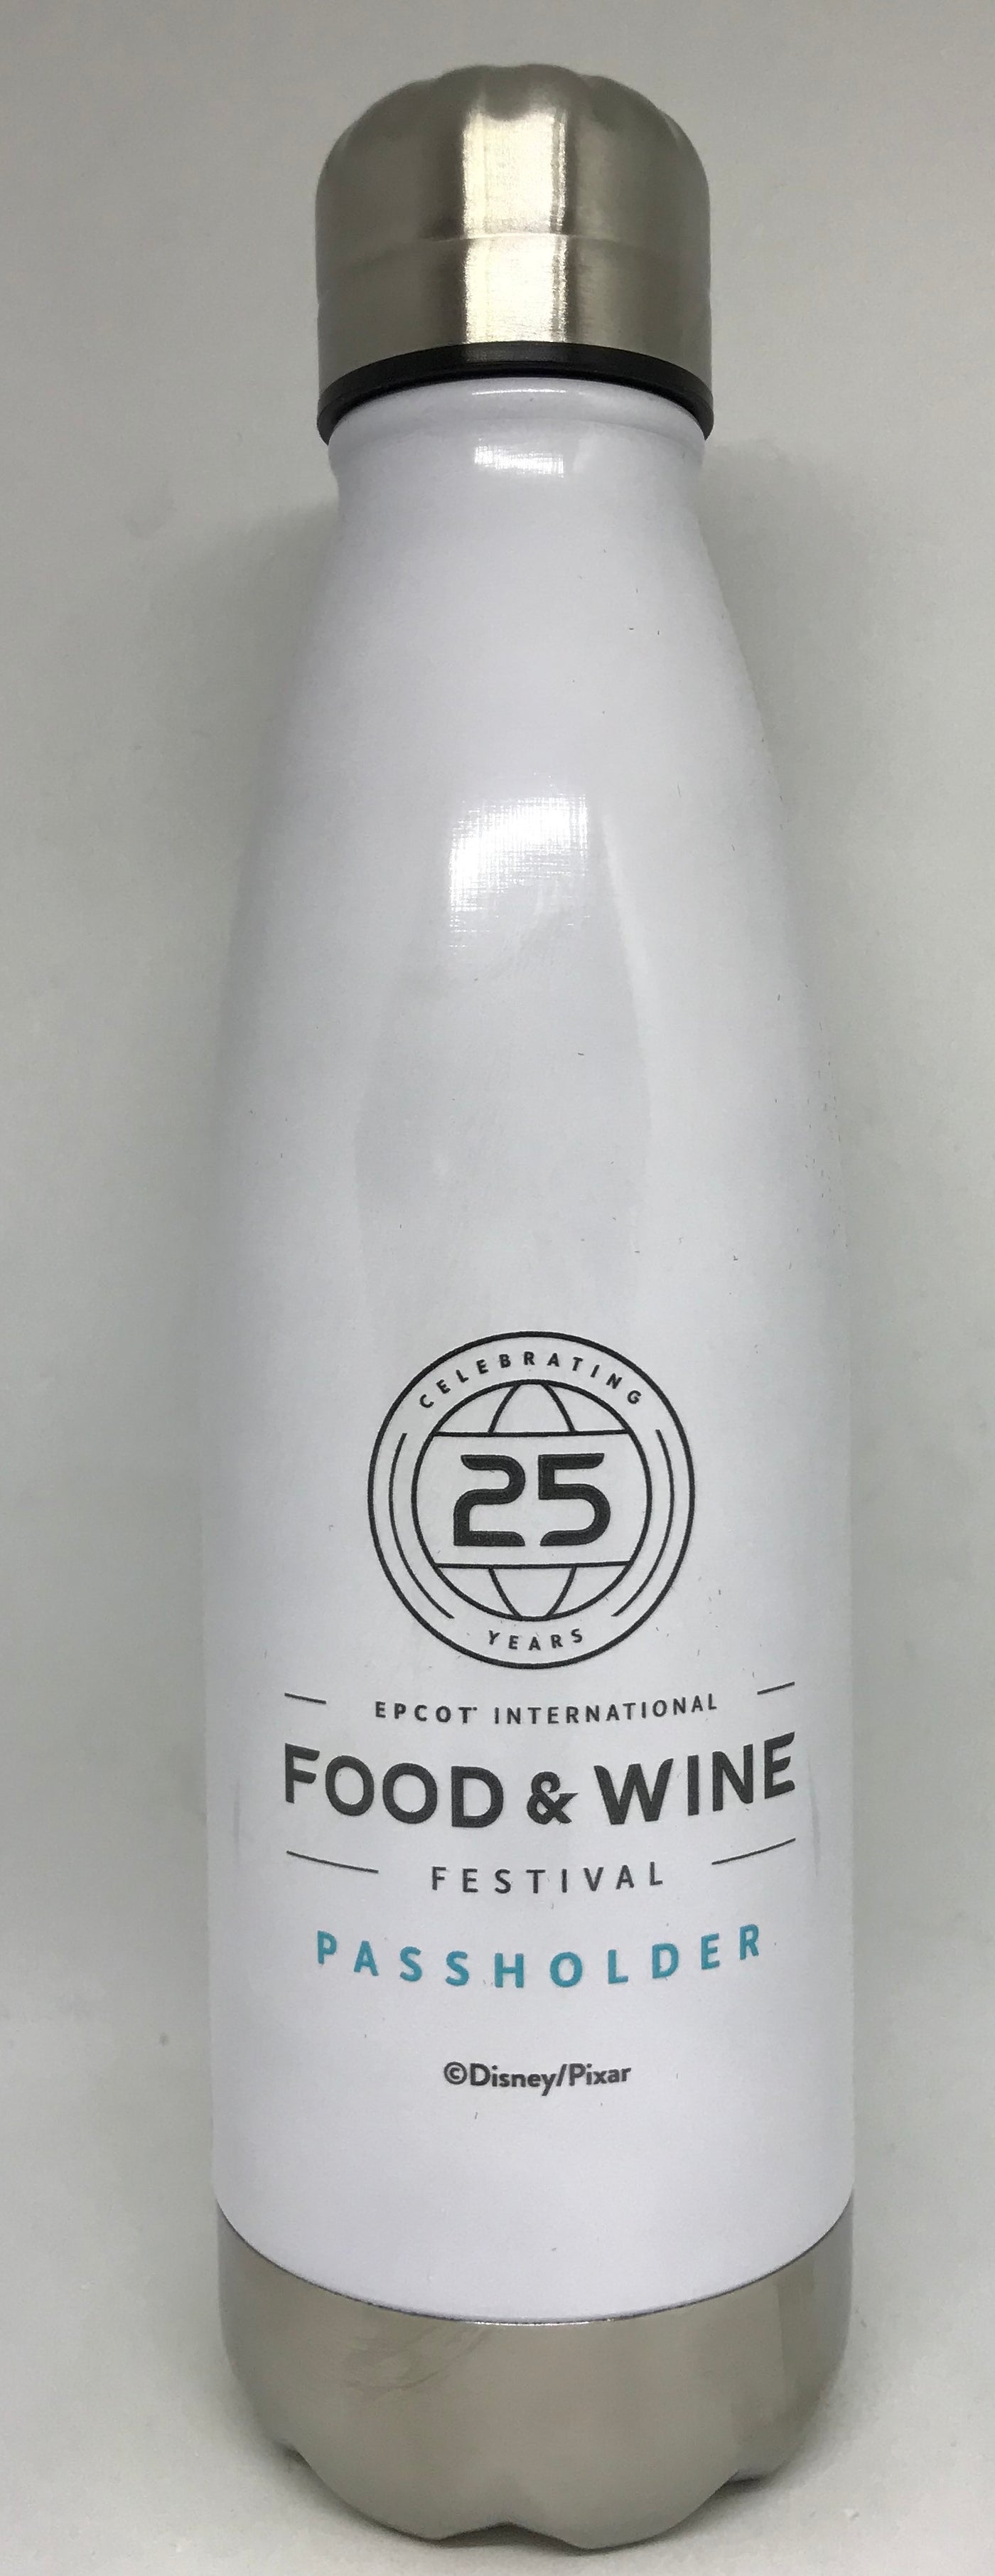 CELEBRATING
25
YEARS
EPCOT INTERNATIONAL
FOOD & WINE
FESTIVAL
PASSHOLDER
©Disney/Pixar